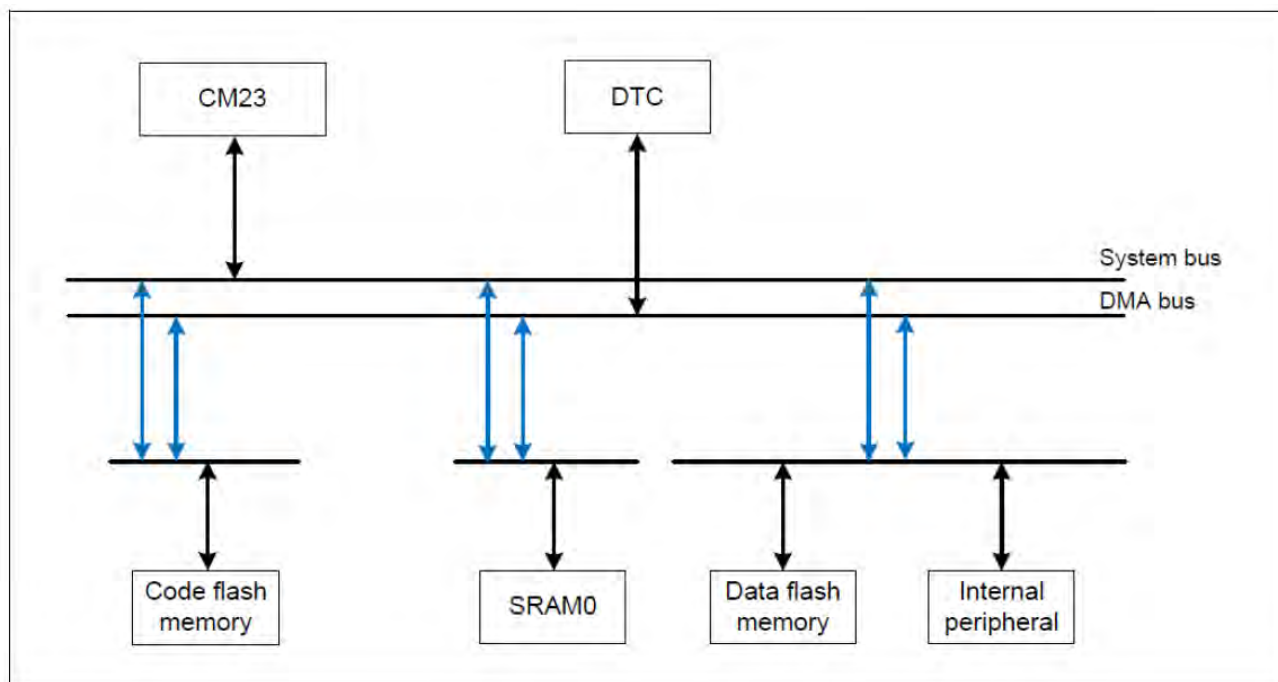 CM23
DTC
System bus
DMA bus
Code flash
memory
SRAM0
Data flash
memory
Internal
peripheral